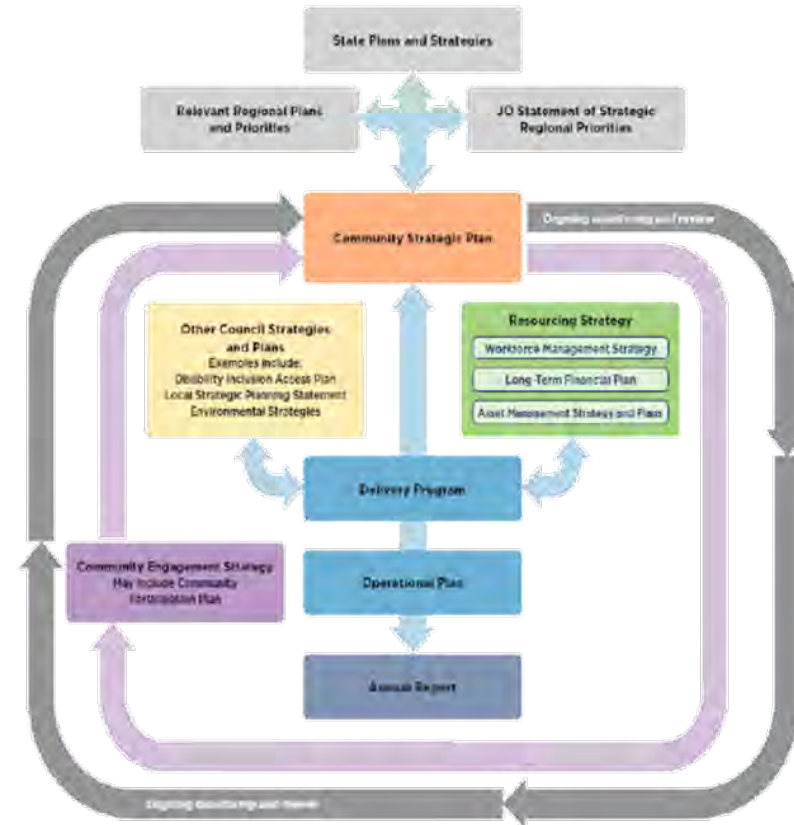 State Plans and Strategies
Relevant Regional Plans
and Priorities
JO Statement of Strategic
Regional Priorities
Community Strategic Plan
Ongoing monitoring and review
Other Council Strategies
and Plans
Examples include:
Disability Inclusion Access Plan
Local Strategic Planning Statement
Environmental Strategies
Resourcing Strategy
Workforce Management Strategy
Long-Term Financial Plan
Asset Management Strategy and Plans
Delivery Program
Community Engagement Strategy
May Include Community
Participation Plan
Operational Plan
Annual Report
Ongoing monitoring and review